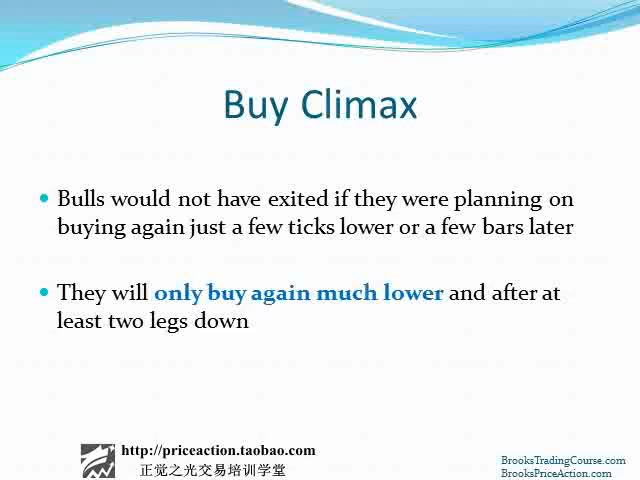 Buy Climax
Bulls would not have exited if they were planning on
buying again just a few ticks lower or a few bars later
They will only buy again much lower and after at
least two legs down
http://priceaction.taobao.com
正觉之光交易培训学堂
BrooksTradingCourse.com
BrooksPriceAction.com